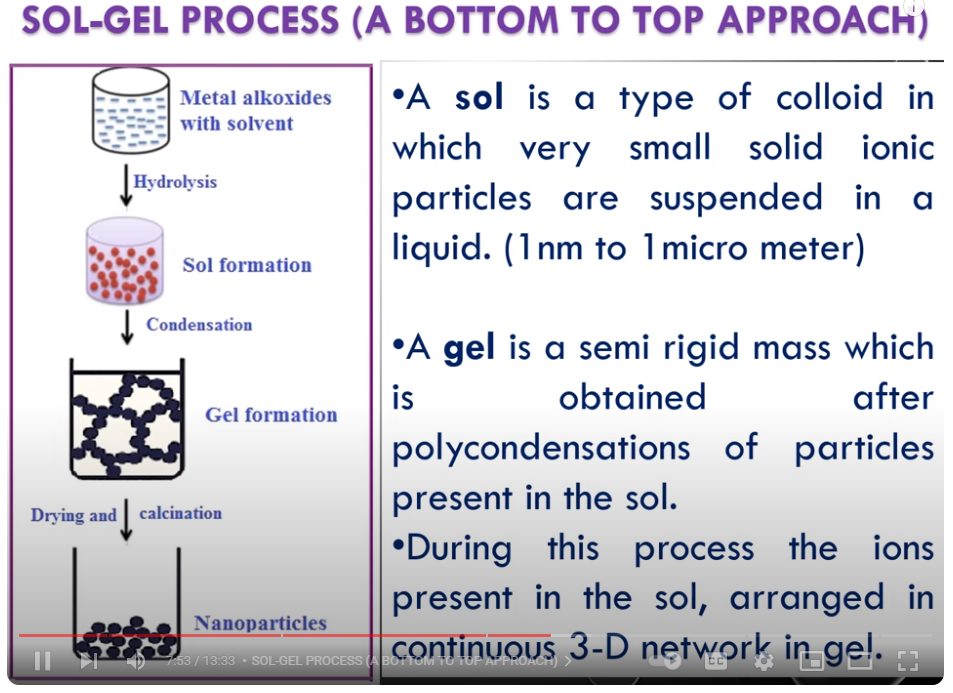 SOL-GEL PROCESS (A BOTTOM TO TOP APPROACH)
Metal alkoxides
with solvent
Hydrolysis
Sol formation
Condensation
Gel formation
Drying and calcination
Nanoparticles
•A sol is a type of colloid in
which very small solid ionic
particles are suspended in a
liquid. (1nm to 1micro meter)
•A gel is a semi rigid mass which
is obtained after
polycondensations of particles
present in the sol.
•During this process the ions
present in the sol, arranged in
continuous 3-D network in gel.
7:53 / 13:33 • SOL-GEL PROCESS (A BOTTOM TO TOP APPROACH) >
CC